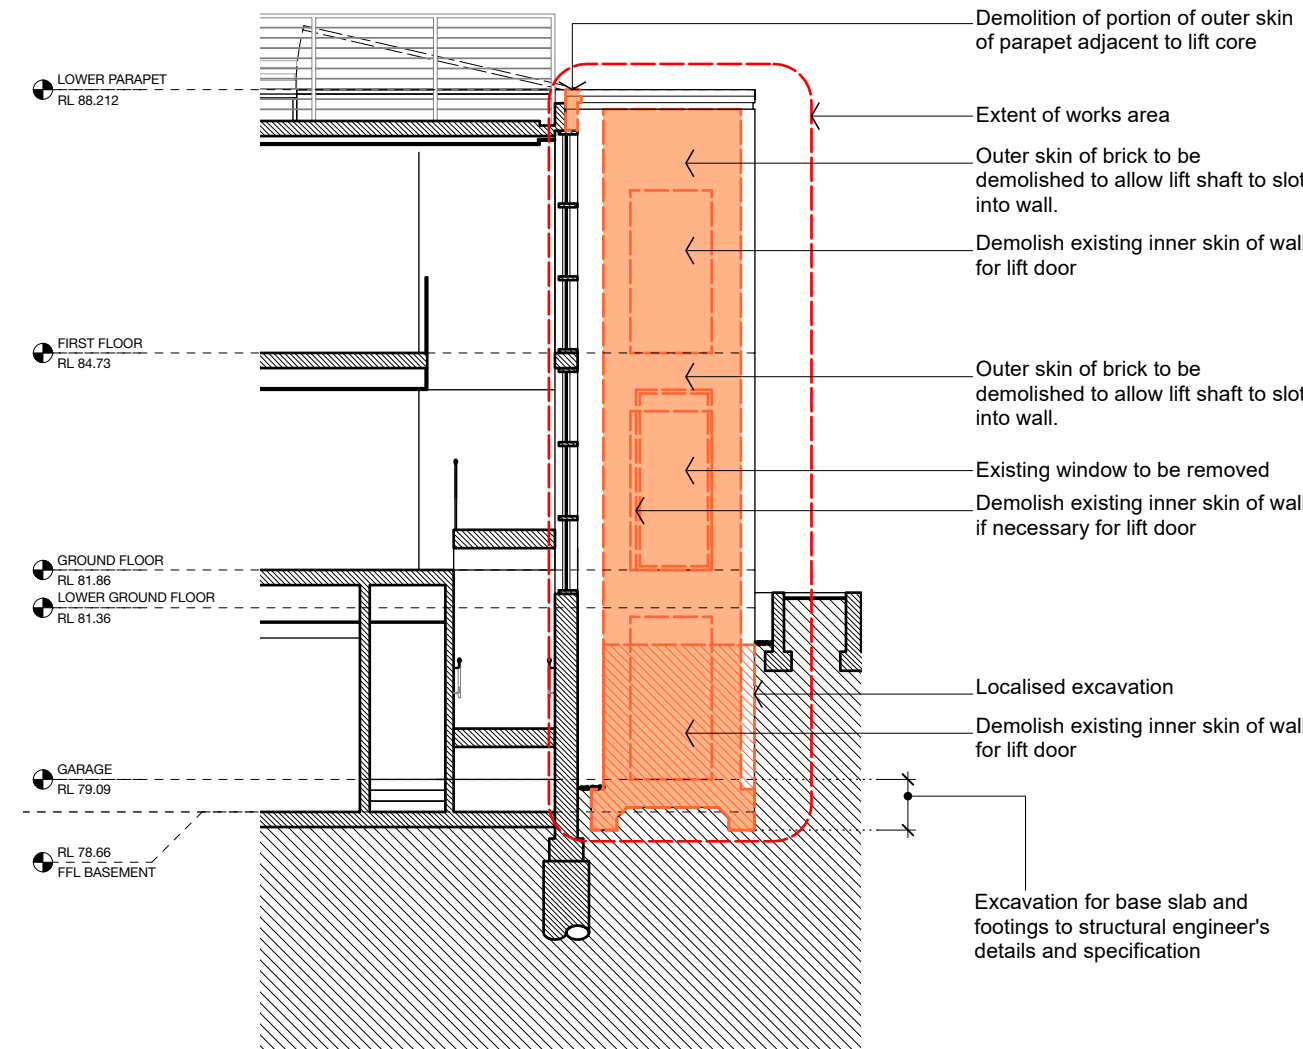 Demolition of portion of outer skin
of parapet adjacent to lift core
LOWER PARAPET
RL 88.212
Extent of works area
Outer skin of brick to be
demolished to allow lift shaft to slot
into wall.
Demolish existing inner skin of wall
for lift door
FIRST FLOOR
RL 84.73
Outer skin of brick to be
demolished to allow lift shaft to slot
into wall.
Existing window to be removed
Demolish existing inner skin of wall
if necessary for lift door
GROUND FLOOR
RL 81.86
LOWER GROUND FLOOR
RL 81.36
Localised excavation
Demolish existing inner skin of wall
for lift door
GARAGE
RL 79.09
RL 78.66
FFL BASEMENT
Excavation for base slab and
footings to structural engineer's
details and specification